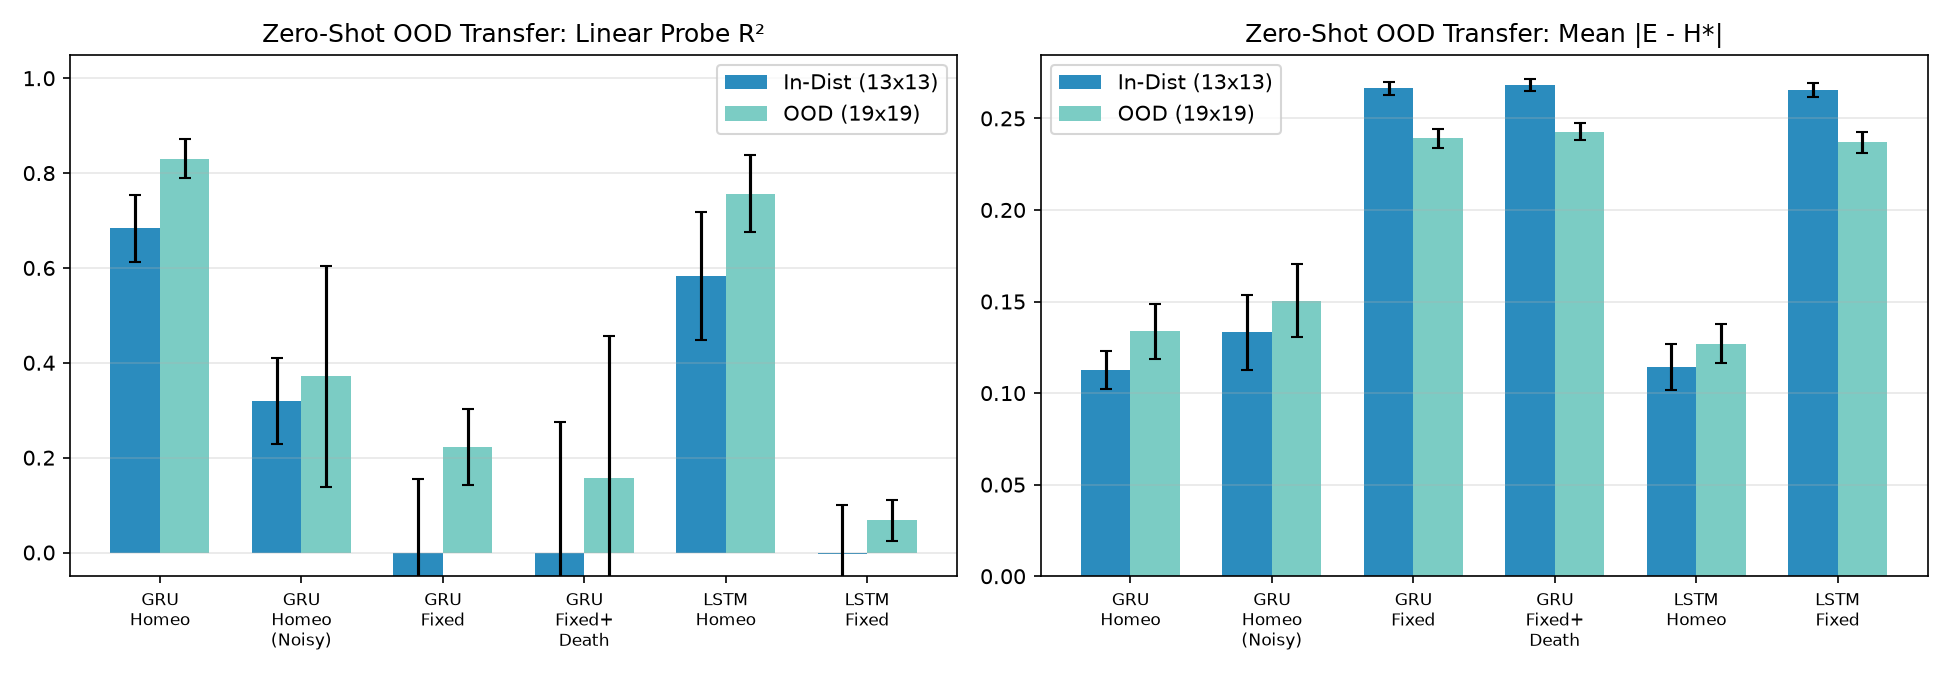 Zero-Shot OOD Transfer: Linear Probe R²
1.0
0.8
0.6
0.4
0.2
0.0
In-Dist (13x13)
OOD (19x19)
GRU
Homeo
GRU
Homeo
(Noisy)
GRU
Fixed
GRU
Fixed+
Death
LSTM
Homeo
LSTM
Fixed
Zero-Shot OOD Transfer: Mean |E - H*|
0.25
0.20
0.15
0.10
0.05
0.00
In-Dist (13x13)
OOD (19x19)
GRU
Homeo
GRU
Homeo
(Noisy)
GRU
Fixed
GRU
Fixed+
Death
LSTM
Homeo
LSTM
Fixed